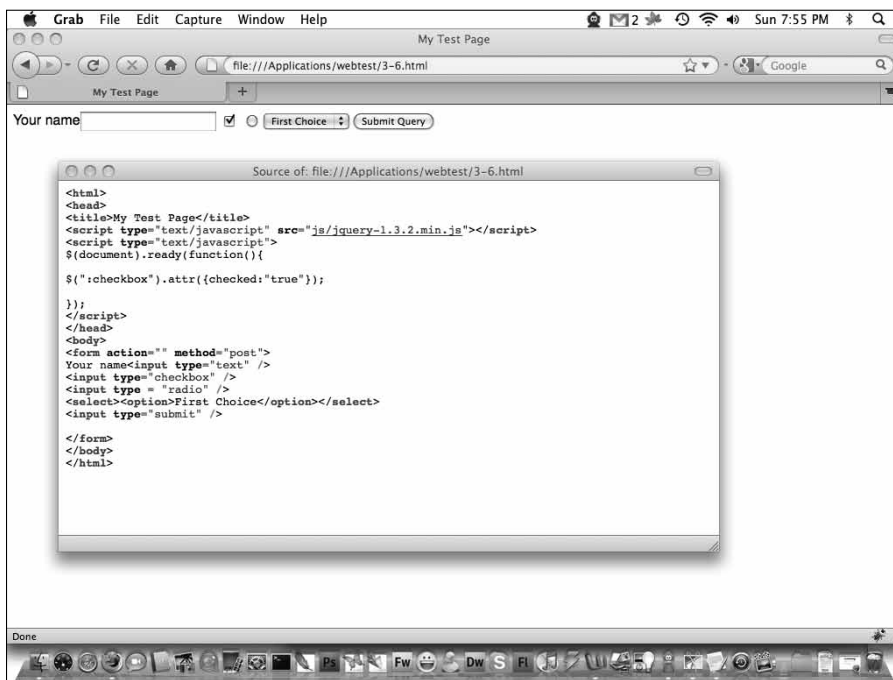 Grab File Edit Capture Window Help 2 Sun 7:55 PM
My Test Page
file:///Applications/webtest/3-6.html Google
My Test Page +
Your name First Choice Submit Query
Source of: file:///Applications/webtest/3-6.html
<html>
<head>
<title>My Test Page</title>
<script type="text/javascript" src="js/jquery-1.3.2.min.js"></script>
<script type="text/javascript">
$(document).ready(function(){
$(":checkbox").attr({checked:"true"});
});
</script>
</head>
<body>
<form action="" method="post">
Your name<input type="text" />
<input type="checkbox" />
<input type = "radio" />
<select><option>First Choice</option></select>
<input type="submit" />
</form>
</body>
</html>
Done
Ps Fw Dw S Fl